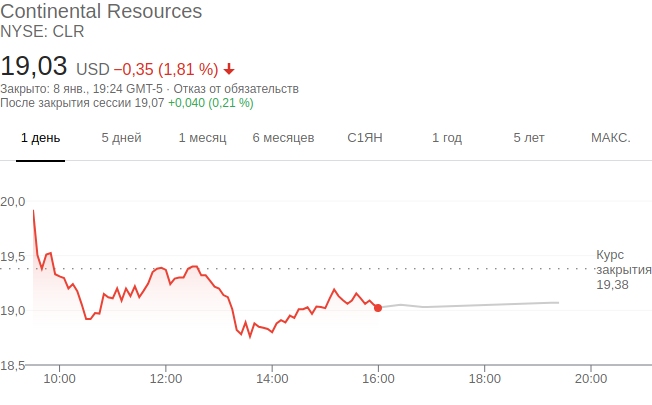 Continental Resources
NYSE: CLR
19,03 USD −0,35 (1,81 %)
Закрыто: 8 янв., 19:24 GMT-5 · Отказ от обязательств
После закрытия сессии 19,07 +0,040 (0,21 %)
1 день 5 дней 1 месяц 6 месяцев С1ЯН 1 год 5 лет МАКС.
20,0
19,5
19,0
18,5
Курс
закрытия
19,38
10:00 12:00 14:00 16:00 18:00 20:00